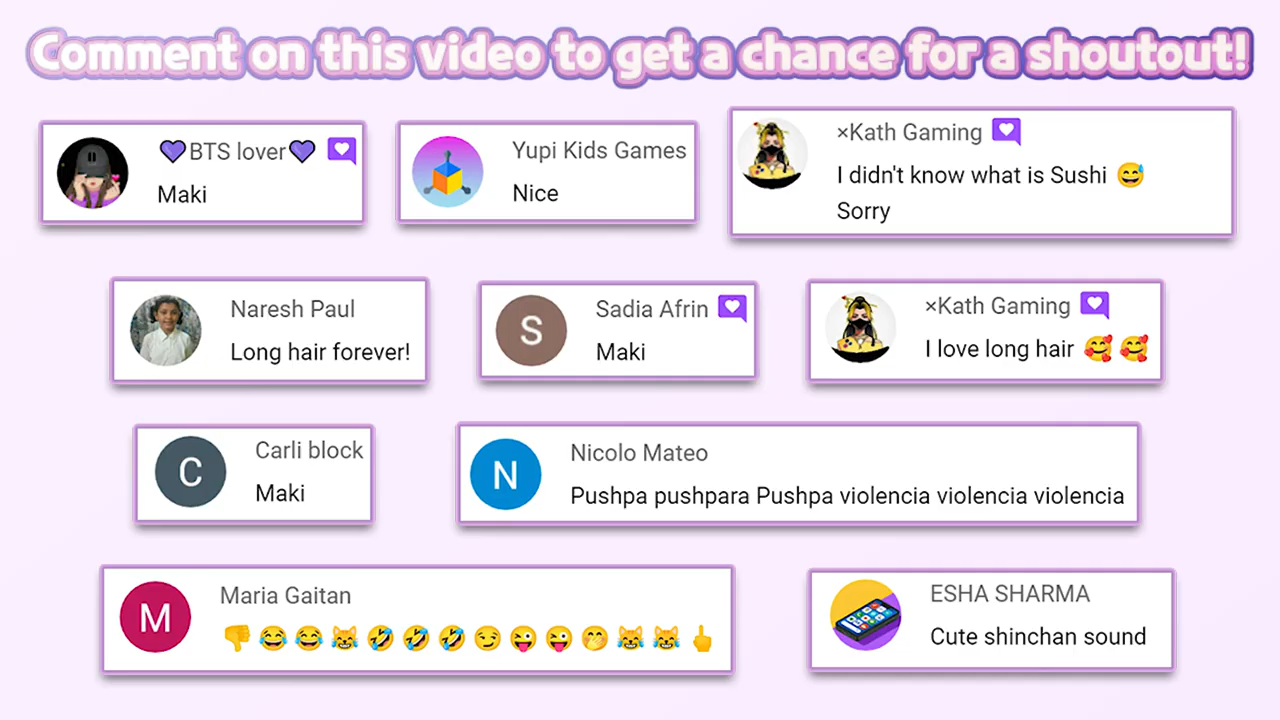 Comment on this video to get a chance for a shoutout!
💜BTS lover💜
Maki
Yupi Kids Games
Nice
×Kath Gaming
I didn't know what is Sushi 😅
Sorry
Naresh Paul
Long hair forever!
S
Sadia Afrin
Maki
×Kath Gaming
I love long hair 🥰 🥰
C
Carli block
Maki
N
Nicolo Mateo
Pushpa pushpara Pushpa violencia violencia violencia
M
Maria Gaitan
👎😂😂😹🤣🤣🤣😏😜😜🤭😹😹🖕
ESHA SHARMA
Cute shinchan sound